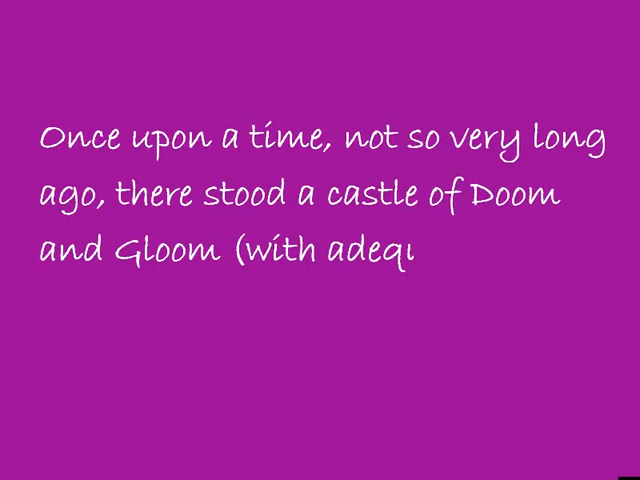 Once upon a time, not so very long
ago, there stood a castle of Doom
and Gloom (with adeq